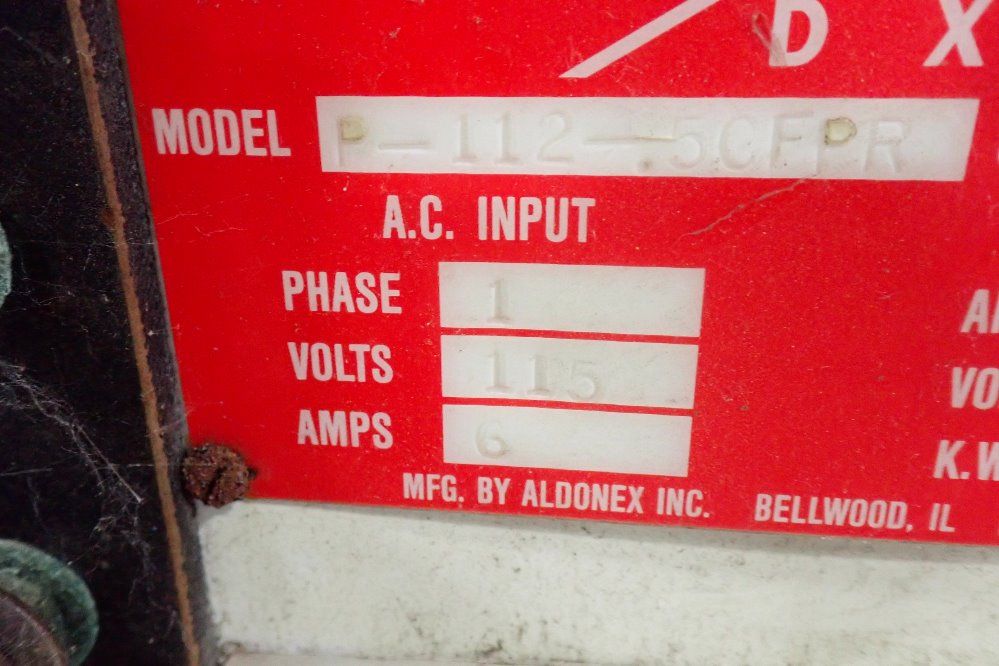 D X
MODEL P-112-.5CFPR
A.C. INPUT
PHASE 1
VOLTS 115
AMPS 6
K.W
MFG. BY ALDONEX INC. BELLWOOD, IL